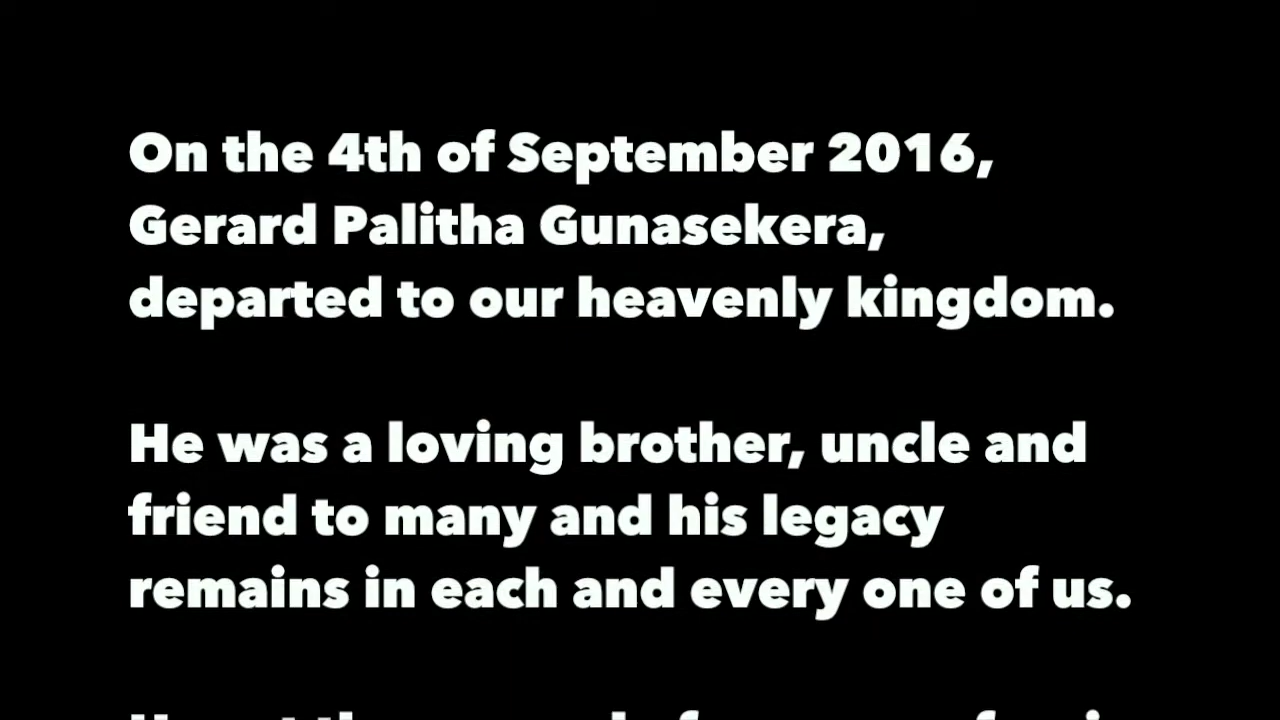 On the 4th of September 2016,
Gerard Palitha Gunasekera,
departed to our heavenly kingdom.
He was a loving brother, uncle and
friend to many and his legacy
remains in each and every one of us.